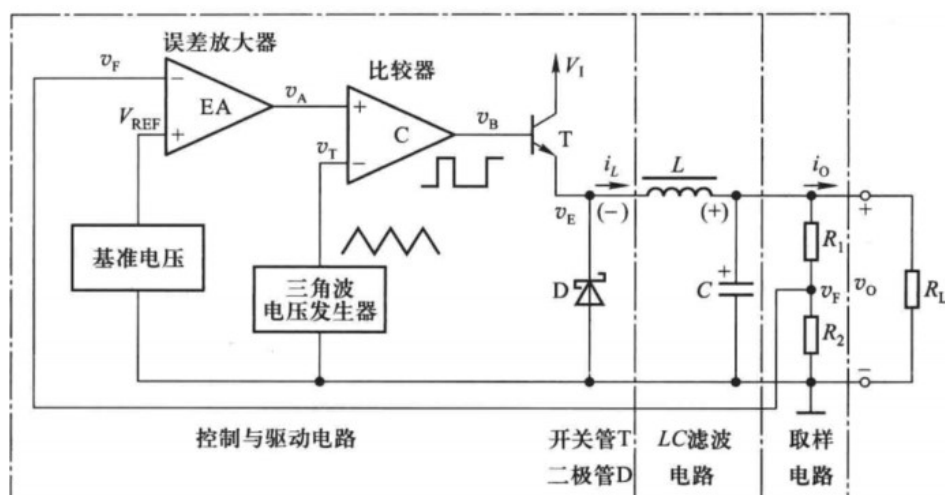 误差放大器
v_F
−
EA
V_REF
+
v_A
比较器
+
C
v_T
−
v_B
V_I
T
v_E
i_L
(−)
L
(+)
i_O
+
基准电压
三角波
电压发生器
D
+
C
R_1
v_F
v_O
R_2
R_L
−
控制与驱动电路
开关管T
二极管D
LC滤波
电路
取样
电路